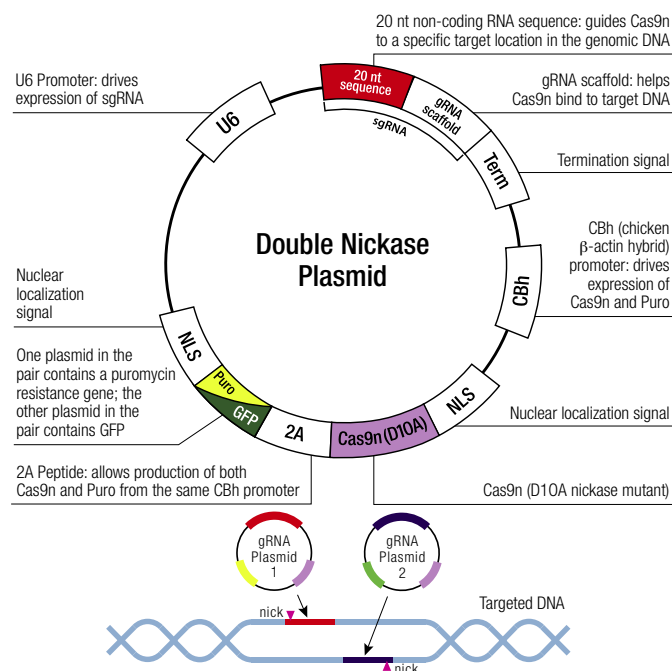 20 nt non-coding RNA sequence: guides Cas9n
to a specific target location in the genomic DNA
U6 Promoter: drives
expression of sgRNA
gRNA scaffold: helps
Cas9n bind to target DNA
20 nt
sequence
gRNA
scaffold
sgRNA
U6
Term
Termination signal
Double Nickase
Plasmid
CBh (chicken
β-actin hybrid)
promoter: drives
expression of
Cas9n and Puro
CBh
Nuclear
localization
signal
NLS
Puro
GFP
2A
Cas9n (D10A)
NLS
One plasmid in the
pair contains a puromycin
resistance gene; the
other plasmid in the
pair contains GFP
Nuclear localization signal
2A Peptide: allows production of both
Cas9n and Puro from the same CBh promoter
Cas9n (D10A nickase mutant)
gRNA
Plasmid
1
gRNA
Plasmid
2
Targeted DNA
nick
nick